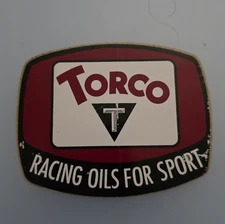 TORCO
T
RACING OILS FOR SPORT